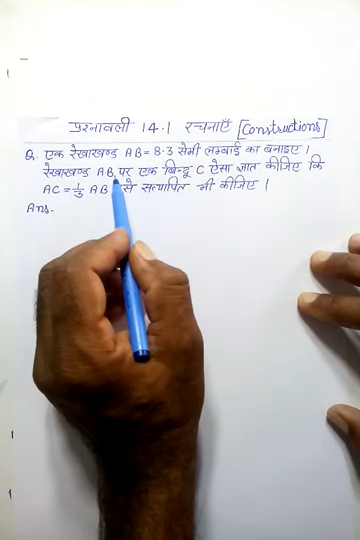 प्रश्नावली 14.1 रचनाएँ [Constructions]
Q. एक रेखाखण्ड AB = 8.3 सेमी लम्बाई का बनाइए ।
रेखाखण्ड AB पर एक बिन्दू C ऐसा ज्ञात कीजिए कि
AC = 1/3 AB सत्यापित भी कीजिए ।
Ans.